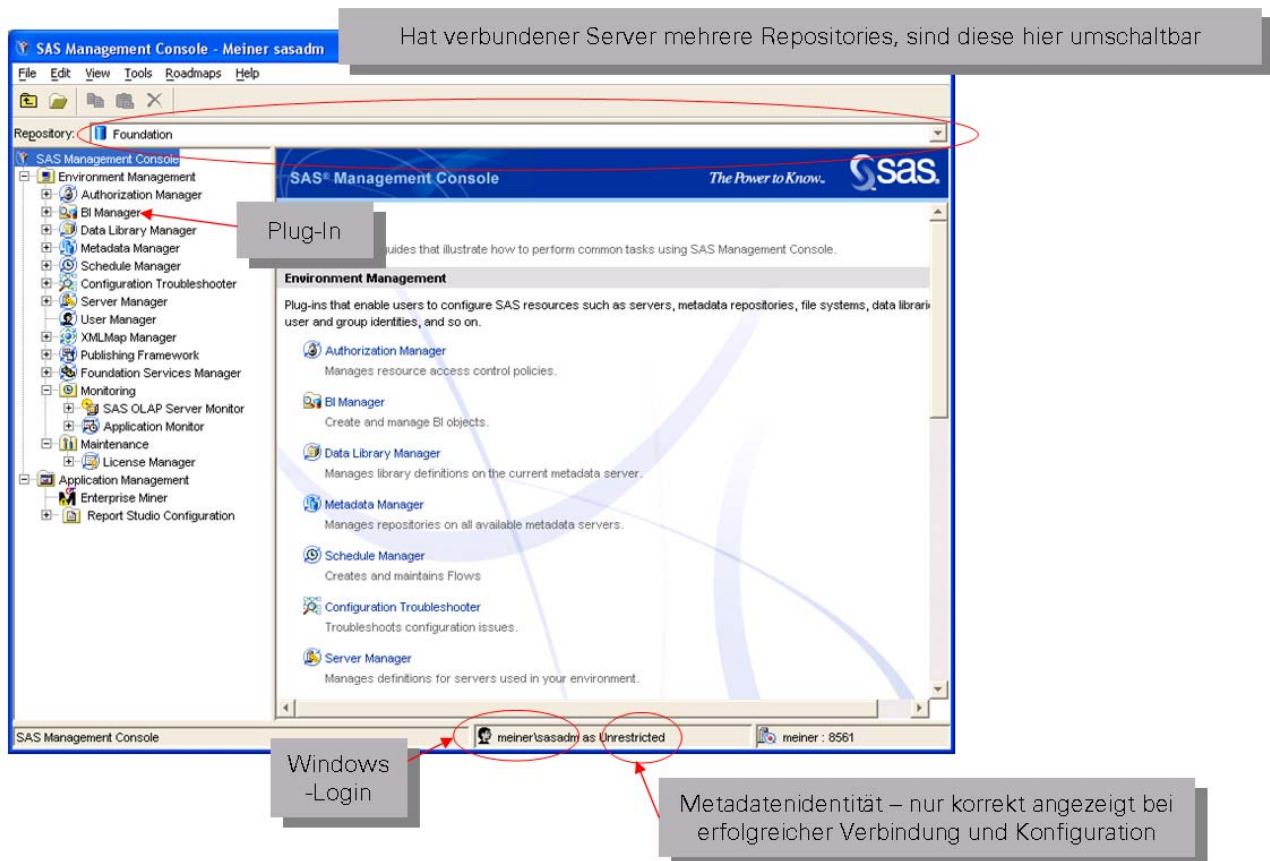 Hat verbundener Server mehrere Repositories, sind diese hier umschaltbar
SAS Management Console - Meiner sasadm
File Edit View Tools Roadmaps Help
Repository: Foundation
SAS Management Console
Environment Management
Authorization Manager
BI Manager
Data Library Manager
Metadata Manager
Schedule Manager
Configuration Troubleshooter
Server Manager
User Manager
XMLMap Manager
Publishing Framework
Foundation Services Manager
Monitoring
SAS OLAP Server Monitor
Application Monitor
Maintenance
License Manager
Application Management
Enterprise Miner
Report Studio Configuration
Plug-In
SAS® Management Console
The Power to Know.
sas.
guides that illustrate how to perform common tasks using SAS Management Console.
Environment Management
Plug-ins that enable users to configure SAS resources such as servers, metadata repositories, file systems, data librarie
user and group identities, and so on.
Authorization Manager
Manages resource access control policies.
BI Manager
Create and manage BI objects.
Data Library Manager
Manages library definitions on the current metadata server.
Metadata Manager
Manages repositories on all available metadata servers.
Schedule Manager
Creates and maintains Flows
Configuration Troubleshooter
Troubleshoots configuration issues.
Server Manager
Manages definitions for servers used in your environment.
SAS Management Console
meiner\sasadm as Unrestricted
meiner : 8561
Windows
-Login
Metadatenidentität – nur korrekt angezeigt bei
erfolgreicher Verbindung und Konfiguration